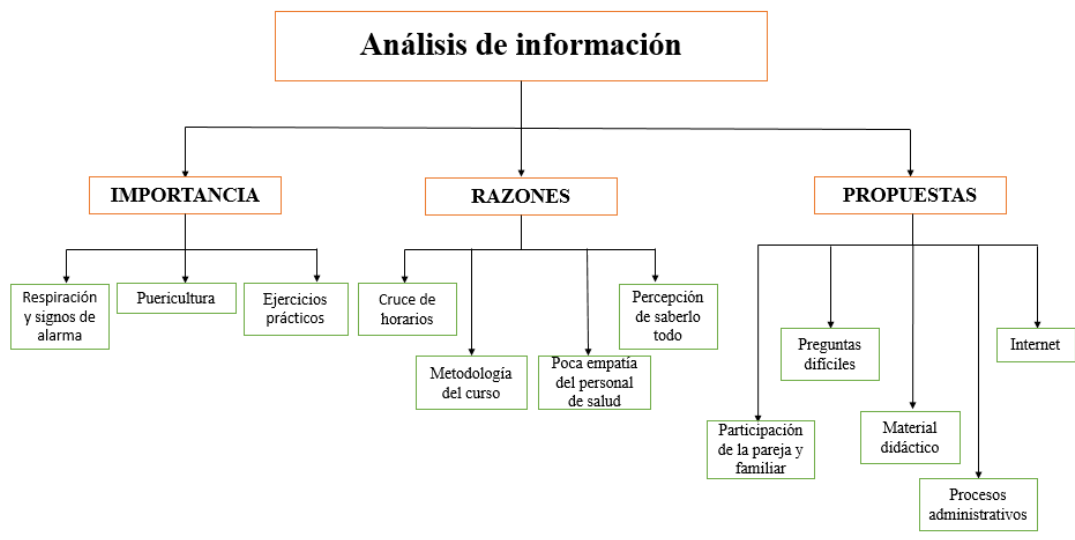 Análisis de información
IMPORTANCIA
RAZONES
PROPUESTAS
Respiración
y signos de
alarma
Puericultura
Ejercicios
prácticos
Cruce de
horarios
Metodología
del curso
Poca empatía
del personal
de salud
Percepción
de saberlo
todo
Participación
de la pareja y
familiar
Preguntas
difíciles
Material
didáctico
Procesos
administrativos
Internet